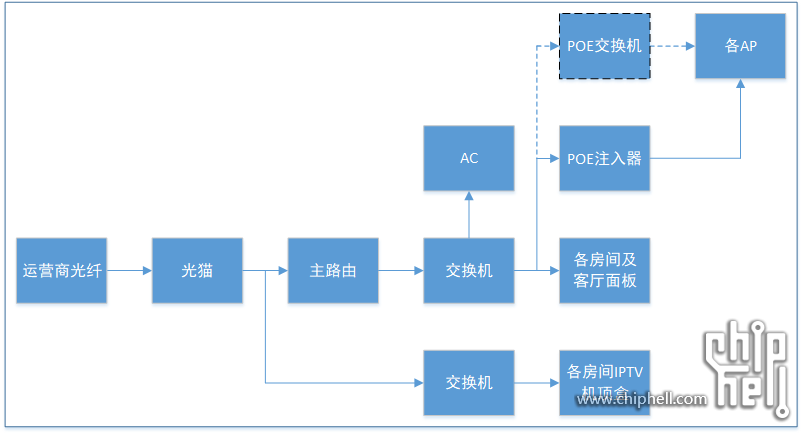 POE交换机
各AP
AC
POE注入器
运营商光纤
光猫
主路由
交换机
各房间及
客厅面板
交换机
各房间IPTV
机顶盒
www.chiphell.com
chip
hell